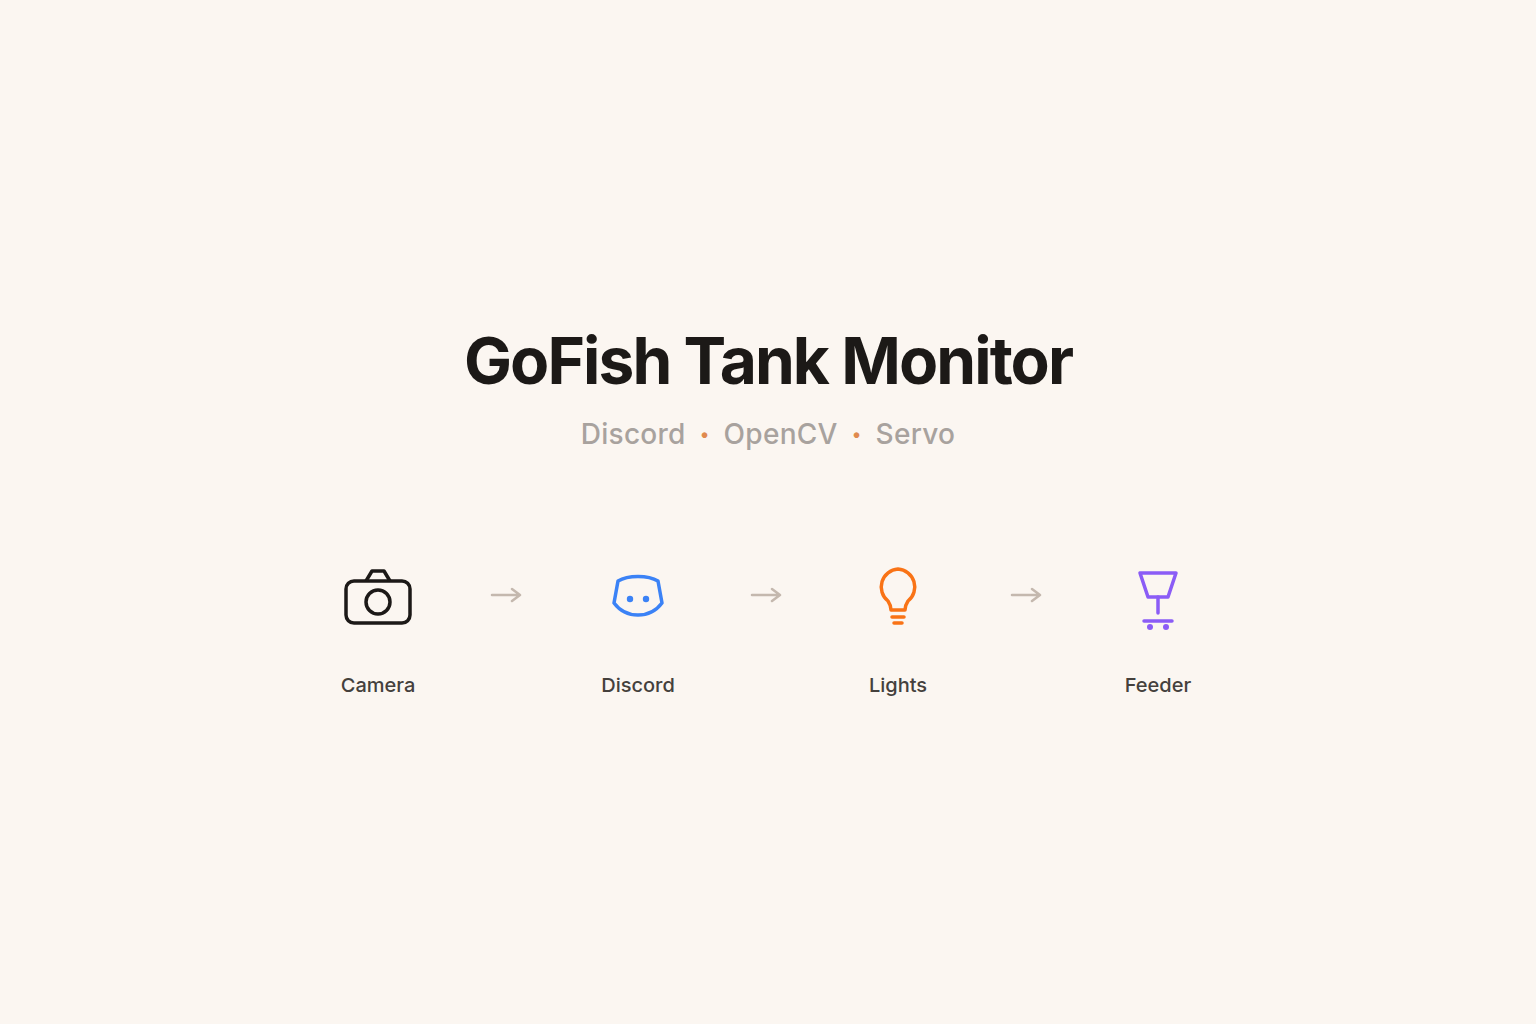 GoFish Tank Monitor
Discord • OpenCV • Servo
Camera
Discord
Lights
Feeder